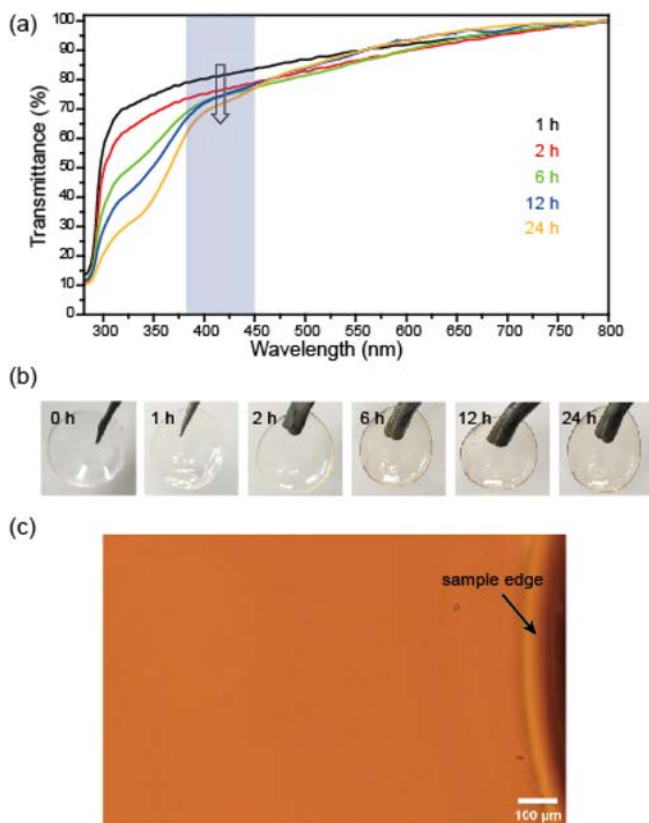 (a)
100
90
80
70
60
50
40
30
20
10
0
Transmittance (%)
1 h
2 h
6 h
12 h
24 h
300 350 400 450 500 550 600 650 700 750 800
Wavelength (nm)
(b)
0 h 1 h 2 h 6 h 12 h 24 h
(c)
sample edge
100 µm